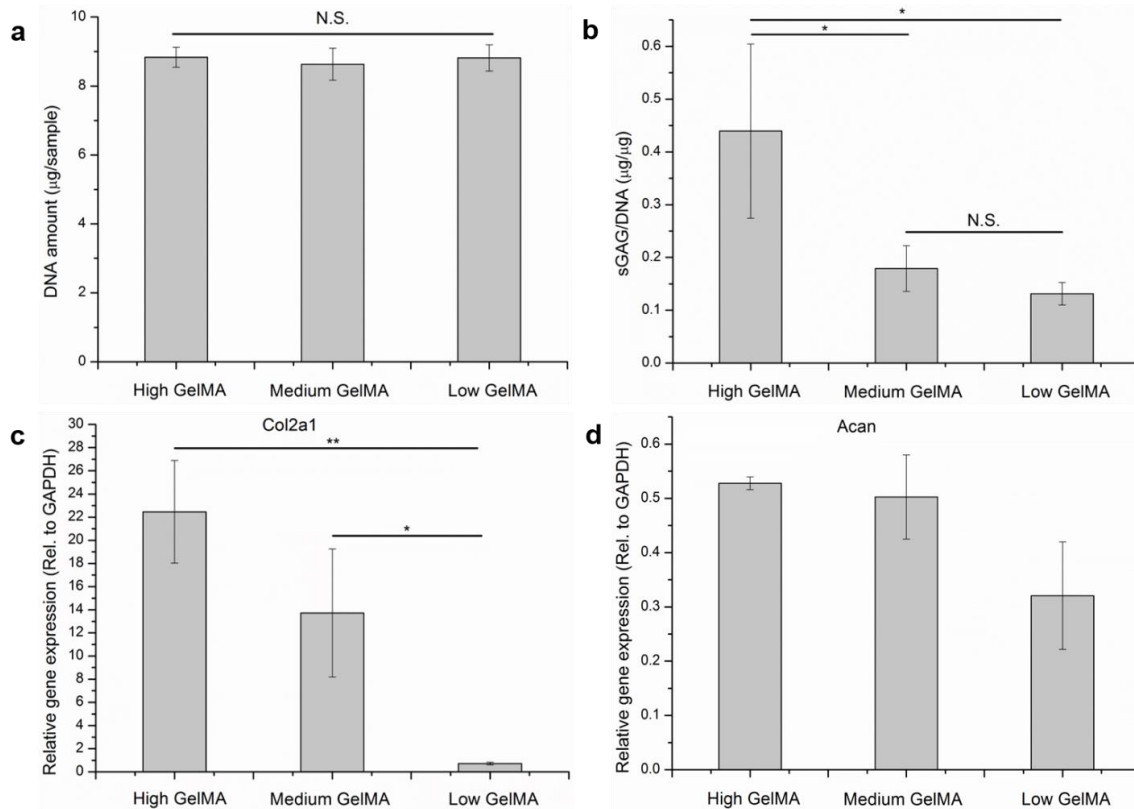 a
N.S.
DNA amount (µg/sample)
10
8
6
4
2
0
High GelMA Medium GelMA Low GelMA
b
*
*
N.S.
sGAG/DNA (µg/µg)
0.6
0.5
0.4
0.3
0.2
0.1
0.0
High GelMA Medium GelMA Low GelMA
c
Col2a1
**
*
Relative gene expression (Rel. to GAPDH)
30
28
26
24
22
20
18
16
14
12
10
8
6
4
2
0
High GelMA Medium GelMA Low GelMA
d
Acan
Relative gene expression (Rel. to GAPDH)
0.6
0.5
0.4
0.3
0.2
0.1
0.0
High GelMA Medium GelMA Low GelMA